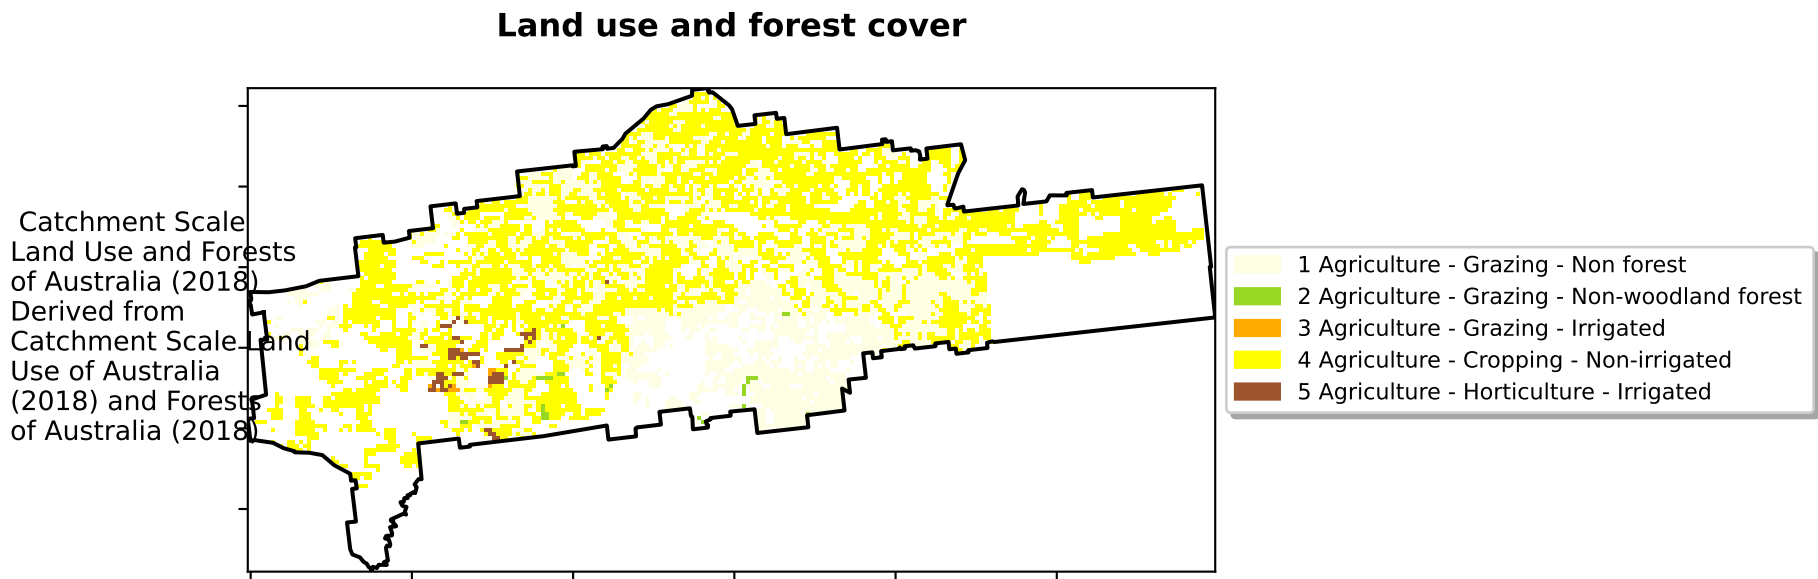 Land use and forest cover
Catchment Scale
Land Use and Forests
of Australia (2018)
Derived from
Catchment Scale Land
Use of Australia
(2018) and Forests
of Australia (2018)
1 Agriculture - Grazing - Non forest
2 Agriculture - Grazing - Non-woodland forest
3 Agriculture - Grazing - Irrigated
4 Agriculture - Cropping - Non-irrigated
5 Agriculture - Horticulture - Irrigated